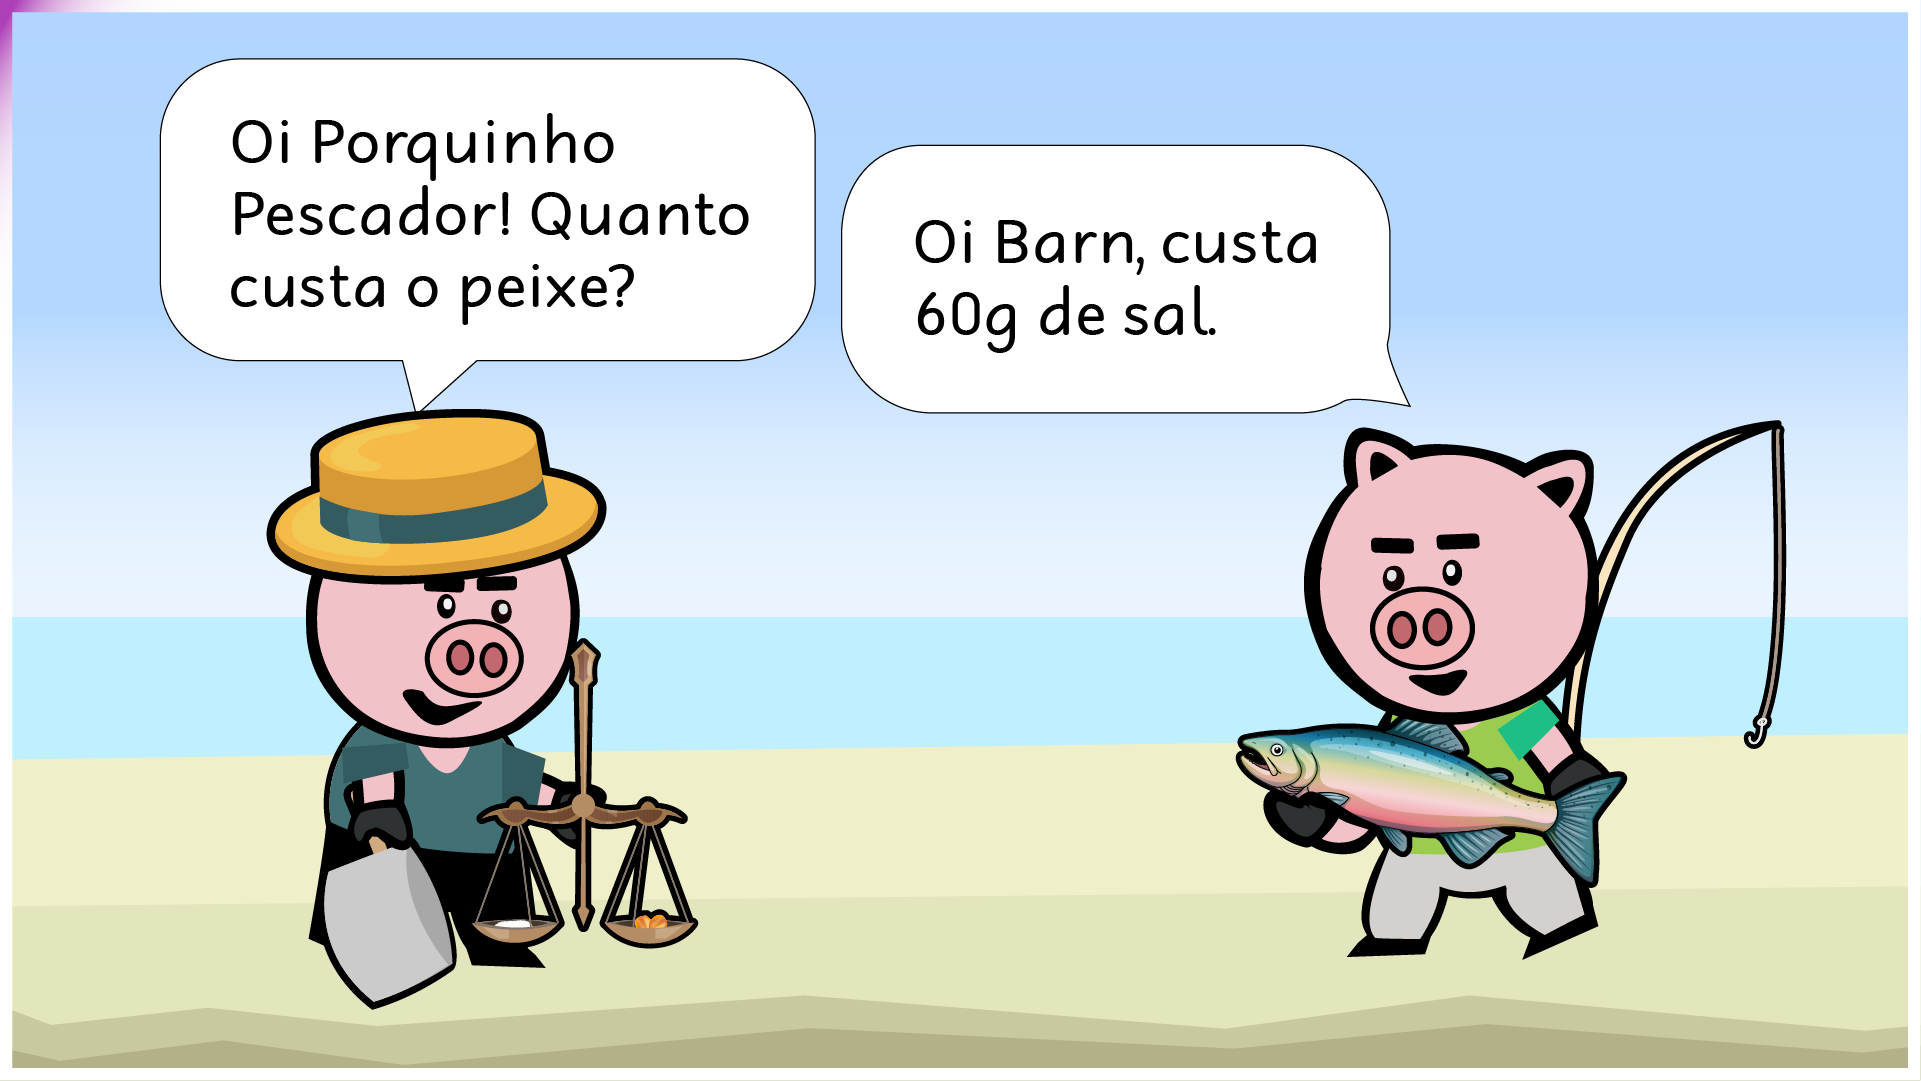 Oi Porquinho
Pescador! Quanto
custa o peixe?
Oi Barn, custa
60g de sal.